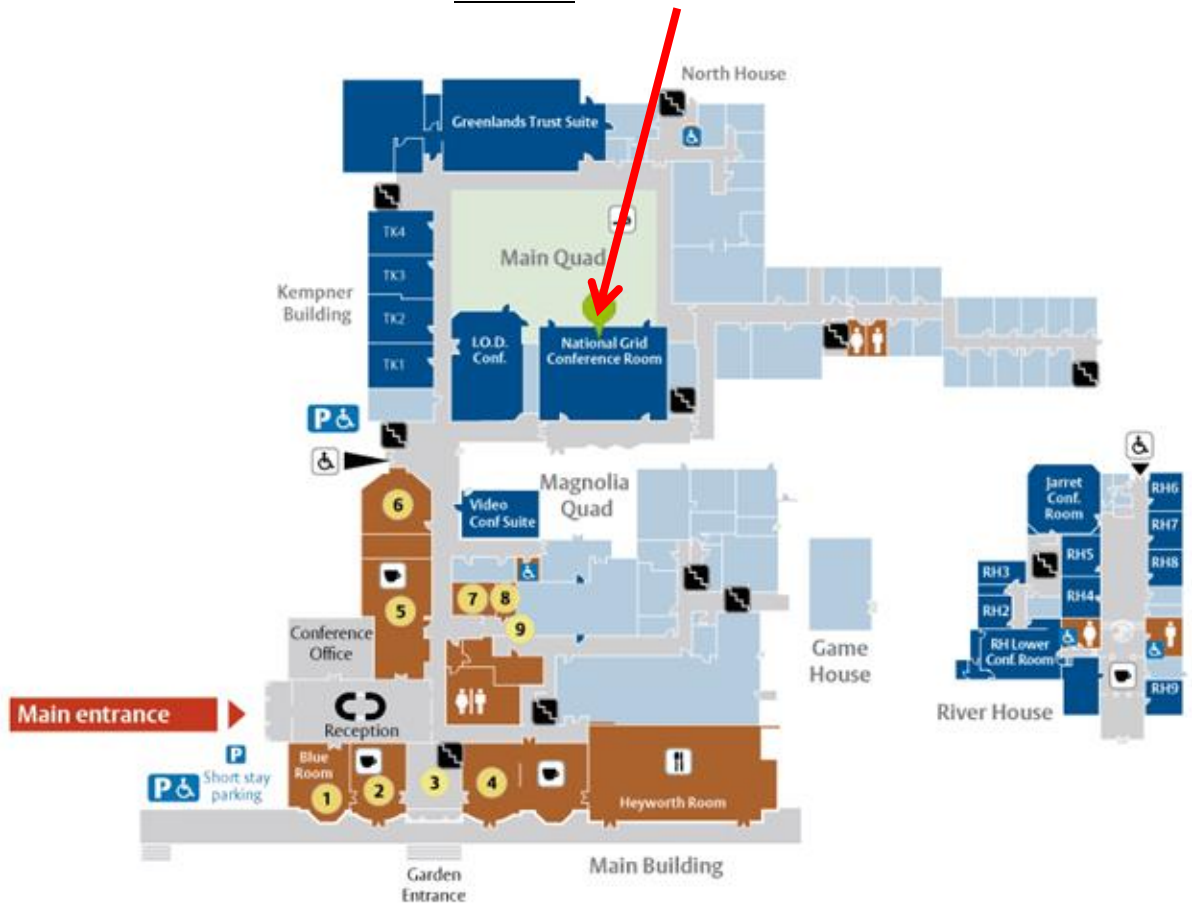 North House
Greenlands Trust Suite
TK4
Main Quad
TK3
Kempner
Building
TK2
I.O.D.
Conf.
National Grid
Conference Room
TK1
P
Magnolia
Quad
Jarret
Conf.
Room
RH6
6
Video
Conf Suite
RH7
RH5
RH8
RH3
7
8
5
RH4
RH2
9
Conference
Office
Game
House
RH Lower
Conf. Room
Main entrance
Reception
RH9
River House
P
Short stay
parking
P
Blue
Room
1
2
3
4
Heyworth Room
Main Building
Garden
Entrance